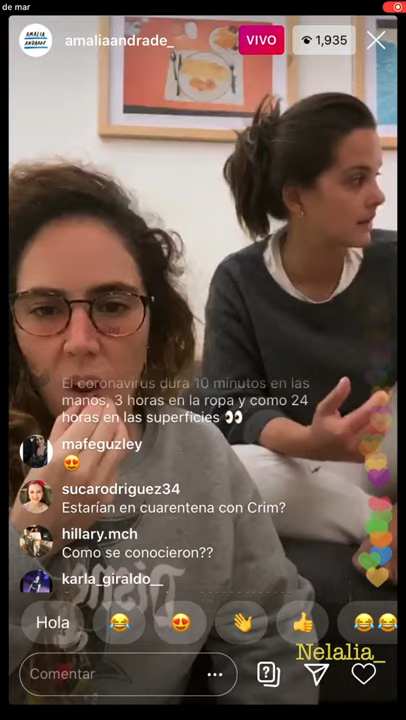 de mar
AMALIA
ANDRADE
amaliaandrade_
VIVO
1,935
El coronavirus dura 10 minutos en las
manos, 3 horas en la ropa y como 24
horas en las superficies 👀
mafeguzley
😍
sucarodriguez34
Estarían en cuarentena con Crim?
hillary.mch
Como se conocieron??
karla_giraldo__
Hola
Nelalia_
Comentar